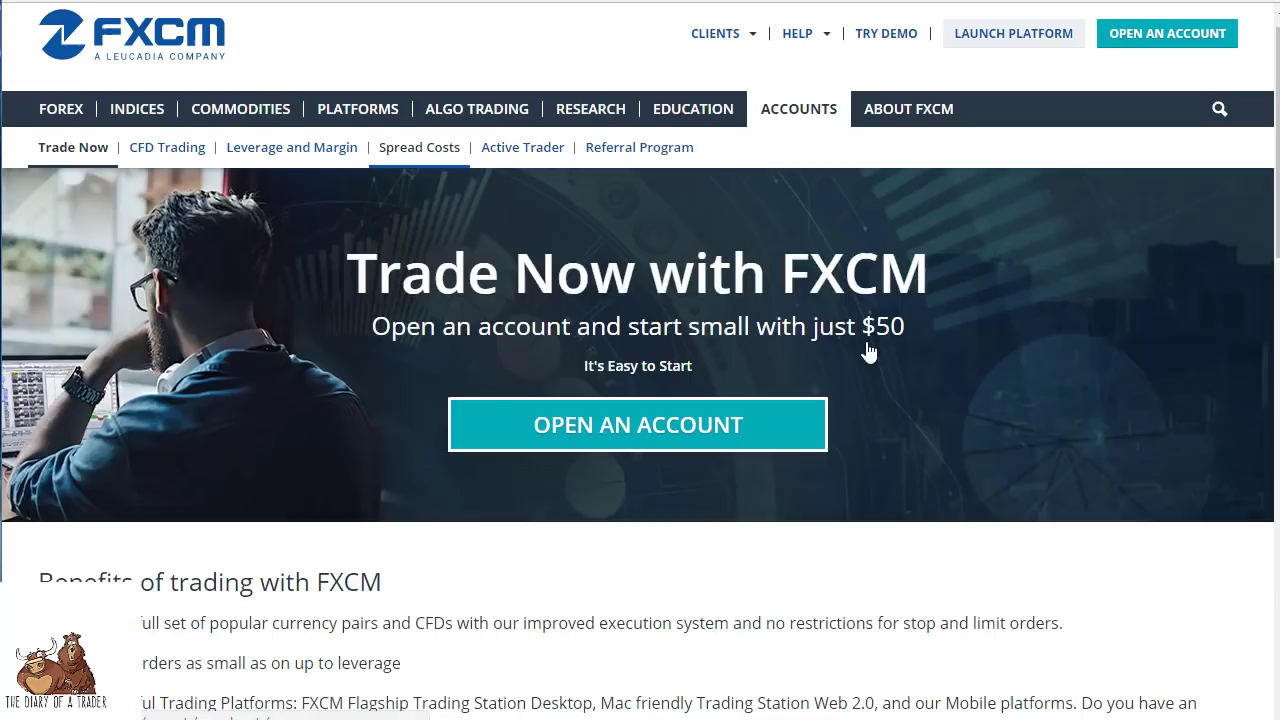 FXCM
A LEUCADIA COMPANY
CLIENTS | HELP | TRY DEMO | LAUNCH PLATFORM OPEN AN ACCOUNT
FOREX | INDICES | COMMODITIES | PLATFORMS | ALGO TRADING | RESEARCH | EDUCATION ACCOUNTS ABOUT FXCM
Trade Now | CFD Trading | Leverage and Margin | Spread Costs | Active Trader | Referral Program
Trade Now with FXCM
Open an account and start small with just $50
It's Easy to Start
OPEN AN ACCOUNT
Benefits of trading with FXCM
full set of popular currency pairs and CFDs with our improved execution system and no restrictions for stop and limit orders.
rders as small as on up to leverage
ul Trading Platforms: FXCM Flagship Trading Station Desktop, Mac friendly Trading Station Web 2.0, and our Mobile platforms. Do you have an
THE DIARY OF A TRADER